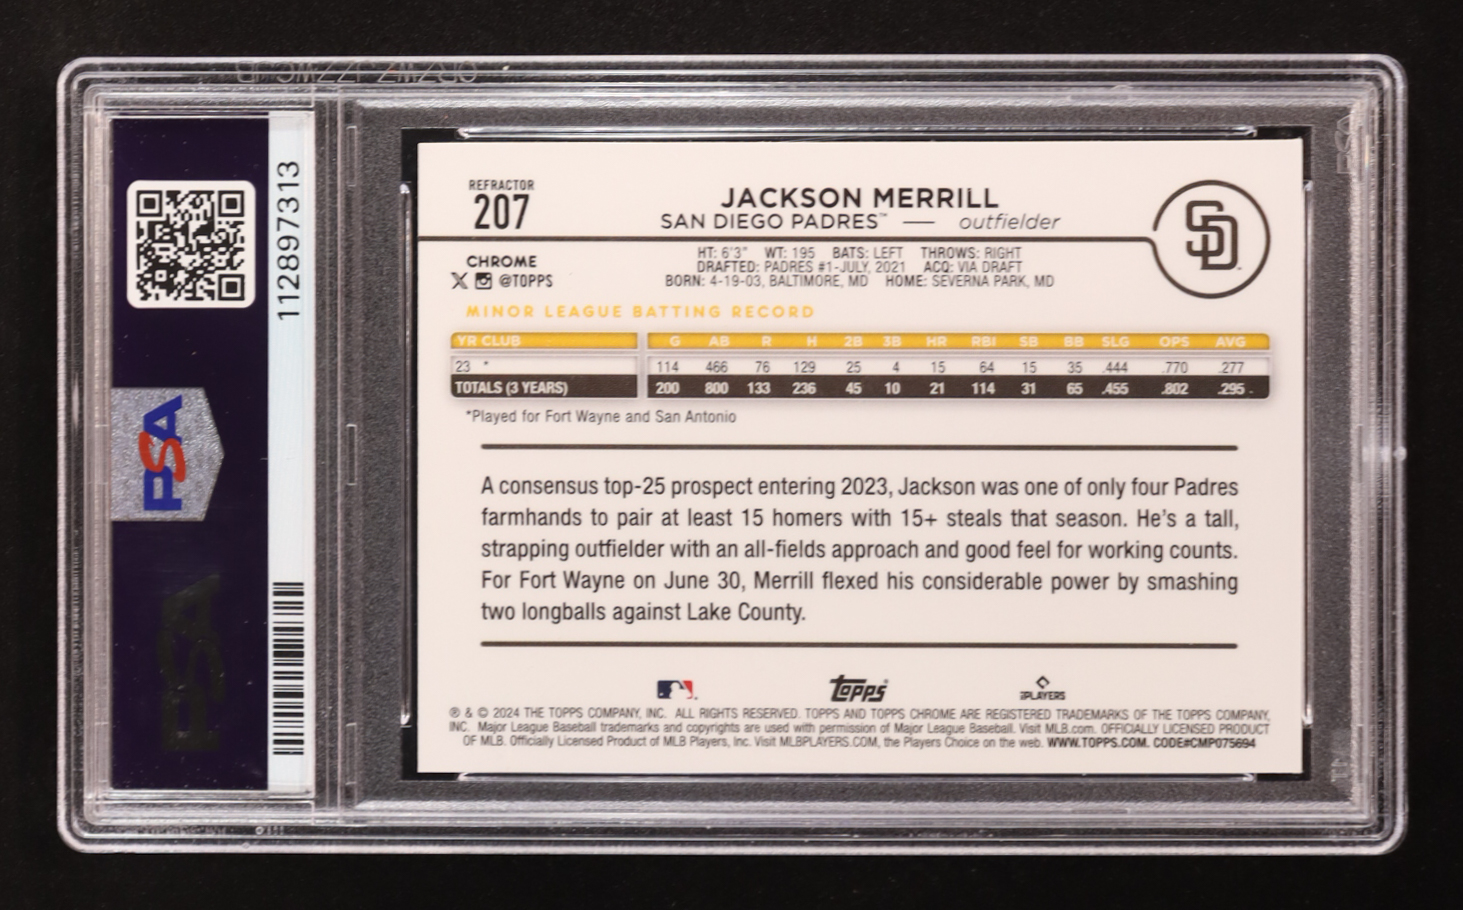 112897313
PSA
PSA
REFRACTOR
207
JACKSON MERRILL
SAN DIEGO PADRES™ — outfielder
SD
CHROME
@TOPPS
HT: 6'3" WT: 195 BATS: LEFT THROWS: RIGHT
DRAFTED: PADRES #1-JULY, 2021 ACQ: VIA DRAFT
BORN: 4-19-03, BALTIMORE, MD HOME: SEVERNA PARK, MD
MINOR LEAGUE BATTING RECORD
YR CLUB G AB R H 2B 3B HR RBI SB BB SLG OPS AVG
23 * 114 466 76 129 25 4 15 64 15 35 .444 .770 .277
TOTALS (3 YEARS) 200 800 133 236 45 10 21 114 31 65 .455 .802 .295
*Played for Fort Wayne and San Antonio
A consensus top-25 prospect entering 2023, Jackson was one of only four Padres
farmhands to pair at least 15 homers with 15+ steals that season. He's a tall,
strapping outfielder with an all-fields approach and good feel for working counts.
For Fort Wayne on June 30, Merrill flexed his considerable power by smashing
two longballs against Lake County.
Topps
PLAYERS
® & © 2024 THE TOPPS COMPANY, INC. ALL RIGHTS RESERVED. TOPPS AND TOPPS CHROME ARE REGISTERED TRADEMARKS OF THE TOPPS COMPANY,
INC. Major League Baseball trademarks and copyrights are used with permission of Major League Baseball. Visit MLB.com. OFFICIALLY LICENSED PRODUCT
OF MLB. Officially Licensed Product of MLB Players, Inc. Visit MLBPLAYERS.COM, the Players Choice on the web. WWW.TOPPS.COM. CODE#CMP075694